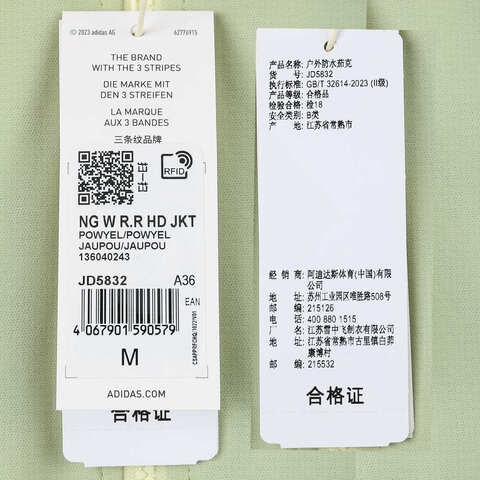 © 2023 adidas AG 62776915
THE BRAND
WITH THE 3 STRIPES
DIE MARKE MIT
DEN 3 STREIFEN
LA MARQUE
AUX 3 BANDES
三条纹品牌
扫一扫
RFID
NG W R.R HD JKT
POWYEL/POWYEL
JAUPOU/JAUPOU
136040243
JD5832 A36
EAN
4 067901 590579
M
ADIDAS.COM
合格证
产品名称: 户外防水茄克
货 号: JD5832
执行标准: GB/T 32614-2023 (II级)
产品等级: 合格品
检验合格: 检18
安全类别: B类
产 地: 江苏省常熟市
经 销 商: 阿迪达斯体育(中国)有限
公司
地 址: 苏州工业园区唯胜路508号
邮 编: 215126
电 话: 400 880 1515
厂 名: 江苏雪中飞制衣有限公司
地 址: 江苏省常熟市古里镇白茆
康博村
邮 编: 215532
合格证